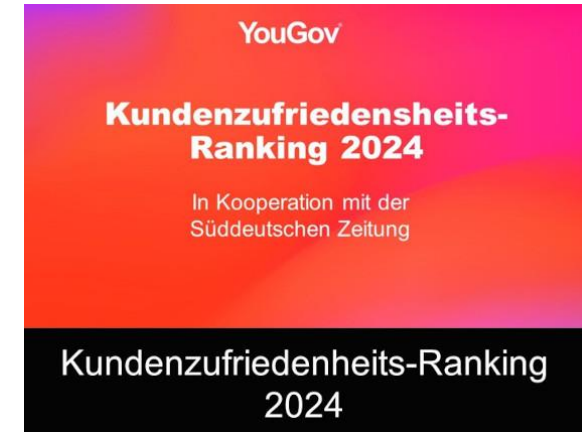 YouGov
Kundenzufriedensheits-
Ranking 2024
In Kooperation mit der
Süddeutschen Zeitung
Kundenzufriedenheits-Ranking
2024